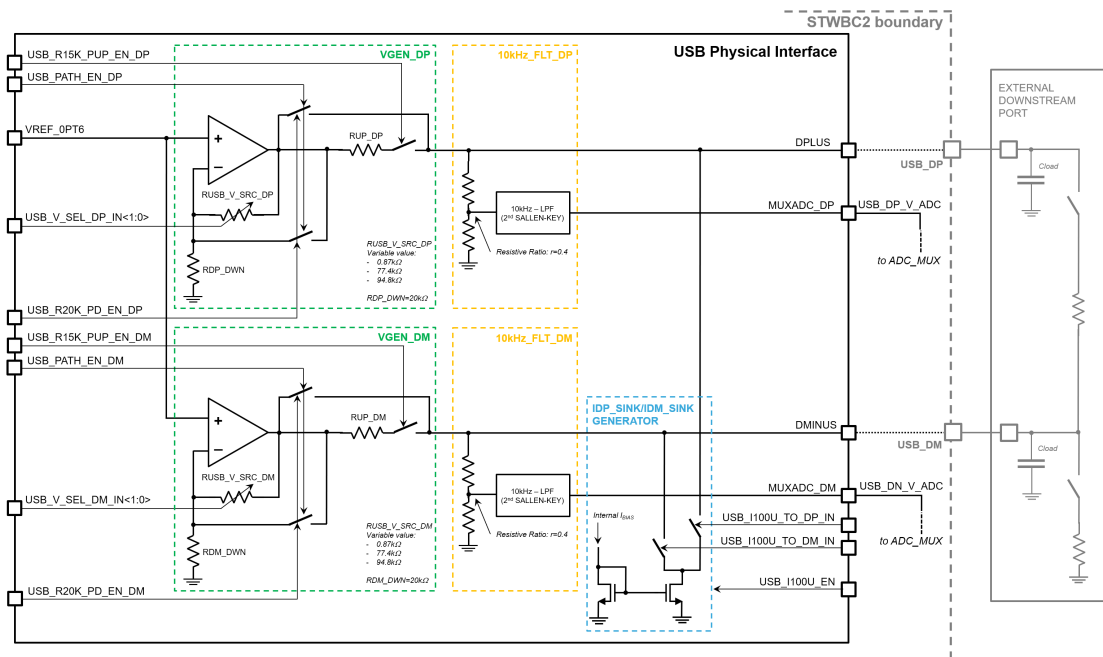 STWBC2 boundary
USB Physical Interface
USB_R15K_PUP_EN_DP
USB_PATH_EN_DP
VREF_0PT6
USB_V_SEL_DP_IN<1:0>
USB_R20K_PD_EN_DP
VGEN_DP
+
−
RUP_DP
RUSB_V_SRC_DP
RDP_DWN
RUSB_V_SRC_DP
Variable value:
- 0.87kΩ
- 77.4kΩ
- 94.8kΩ
RDP_DWN=20kΩ
10kHz_FLT_DP
10kHz – LPF
(2nd SALLEN-KEY)
Resistive Ratio: r=0.4
DPLUS
USB_DP
MUXADC_DP
USB_DP_V_ADC
to ADC_MUX
EXTERNAL
DOWNSTREAM
PORT
Cload
USB_R15K_PUP_EN_DM
USB_PATH_EN_DM
USB_V_SEL_DM_IN<1:0>
USB_R20K_PD_EN_DM
VGEN_DM
+
−
RUP_DM
RUSB_V_SRC_DM
RDM_DWN
RUSB_V_SRC_DM
Variable value:
- 0.87kΩ
- 77.4kΩ
- 94.8kΩ
RDM_DWN=20kΩ
10kHz_FLT_DM
10kHz – LPF
(2nd SALLEN-KEY)
Resistive Ratio: r=0.4
IDP_SINK/IDM_SINK
GENERATOR
Internal IBIAS
DMINUS
USB_DM
Cload
MUXADC_DM
USB_DN_V_ADC
to ADC_MUX
USB_I100U_TO_DP_IN
USB_I100U_TO_DM_IN
USB_I100U_EN